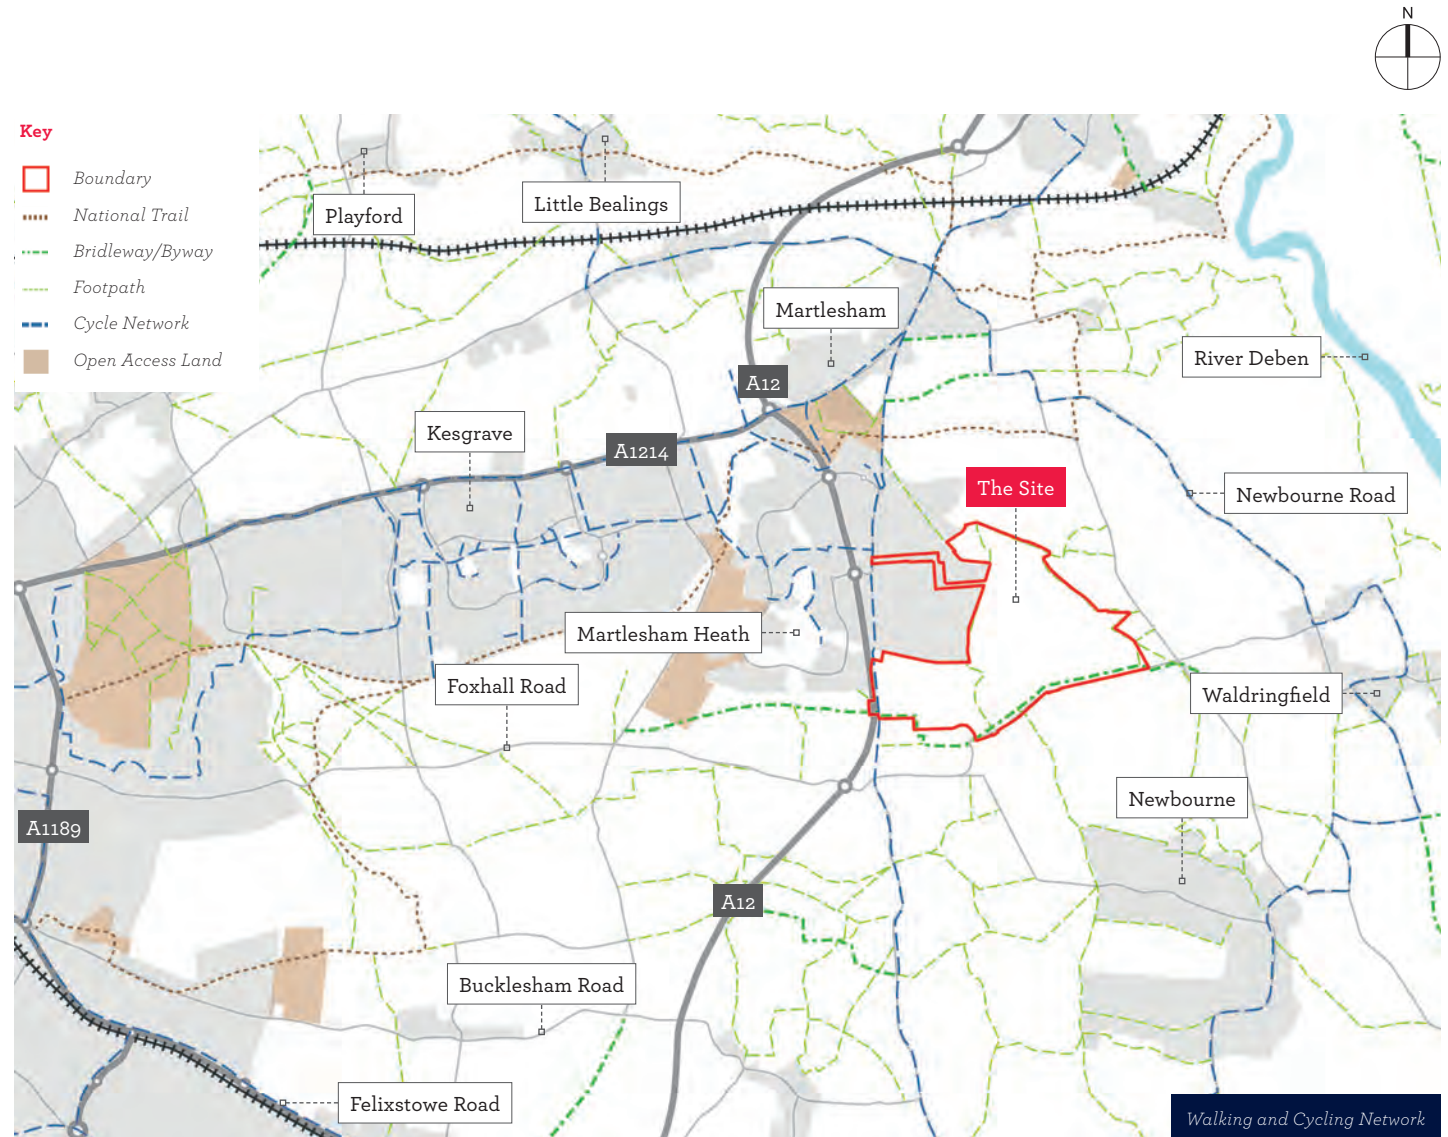 N
Key
Boundary
National Trail
Bridleway/Byway
Footpath
Cycle Network
Open Access Land
Playford
Little Bealings
Martlesham
River Deben
A12
Kesgrave
A1214
The Site
Newbourne Road
Martlesham Heath
Foxhall Road
Waldringfield
Newbourne
A1189
A12
Bucklesham Road
Felixstowe Road
Walking and Cycling Network